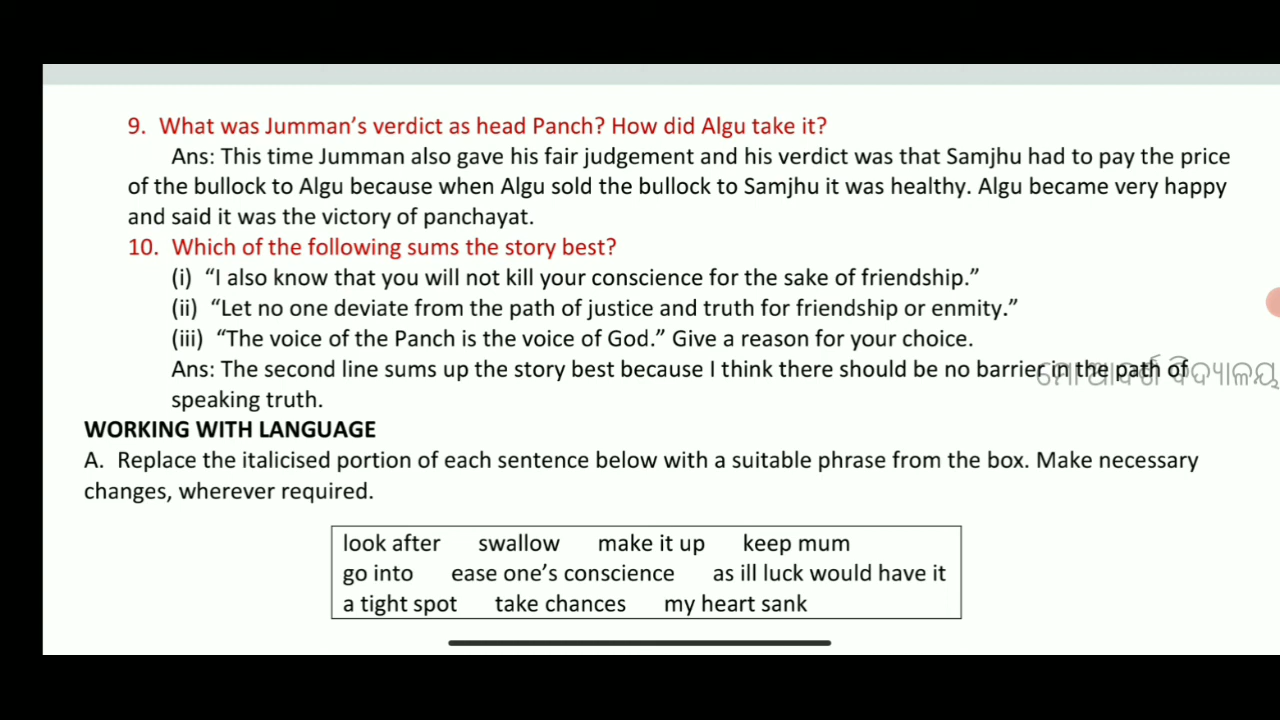 9. What was Jumman’s verdict as head Panch? How did Algu take it?
Ans: This time Jumman also gave his fair judgement and his verdict was that Samjhu had to pay the price
of the bullock to Algu because when Algu sold the bullock to Samjhu it was healthy. Algu became very happy
and said it was the victory of panchayat.
10. Which of the following sums the story best?
(i) “I also know that you will not kill your conscience for the sake of friendship.”
(ii) “Let no one deviate from the path of justice and truth for friendship or enmity.”
(iii) “The voice of the Panch is the voice of God.” Give a reason for your choice.
Ans: The second line sums up the story best because I think there should be no barrier in the path of
ମୋ ଆଦର୍ଶ ବିଦ୍ୟାଳୟ
speaking truth.
WORKING WITH LANGUAGE
A. Replace the italicised portion of each sentence below with a suitable phrase from the box. Make necessary
changes, wherever required.
look after swallow make it up keep mum
go into ease one’s conscience as ill luck would have it
a tight spot take chances my heart sank